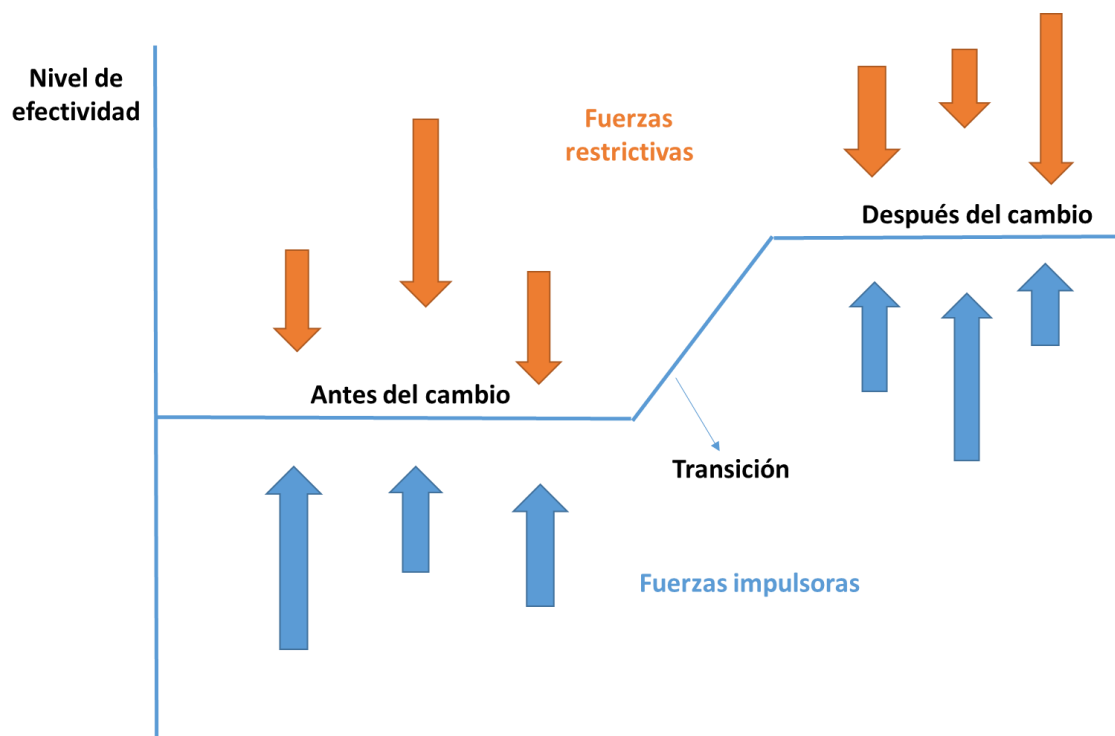 Nivel de
efectividad
Fuerzas
restrictivas
Después del cambio
Antes del cambio
Transición
Fuerzas impulsoras